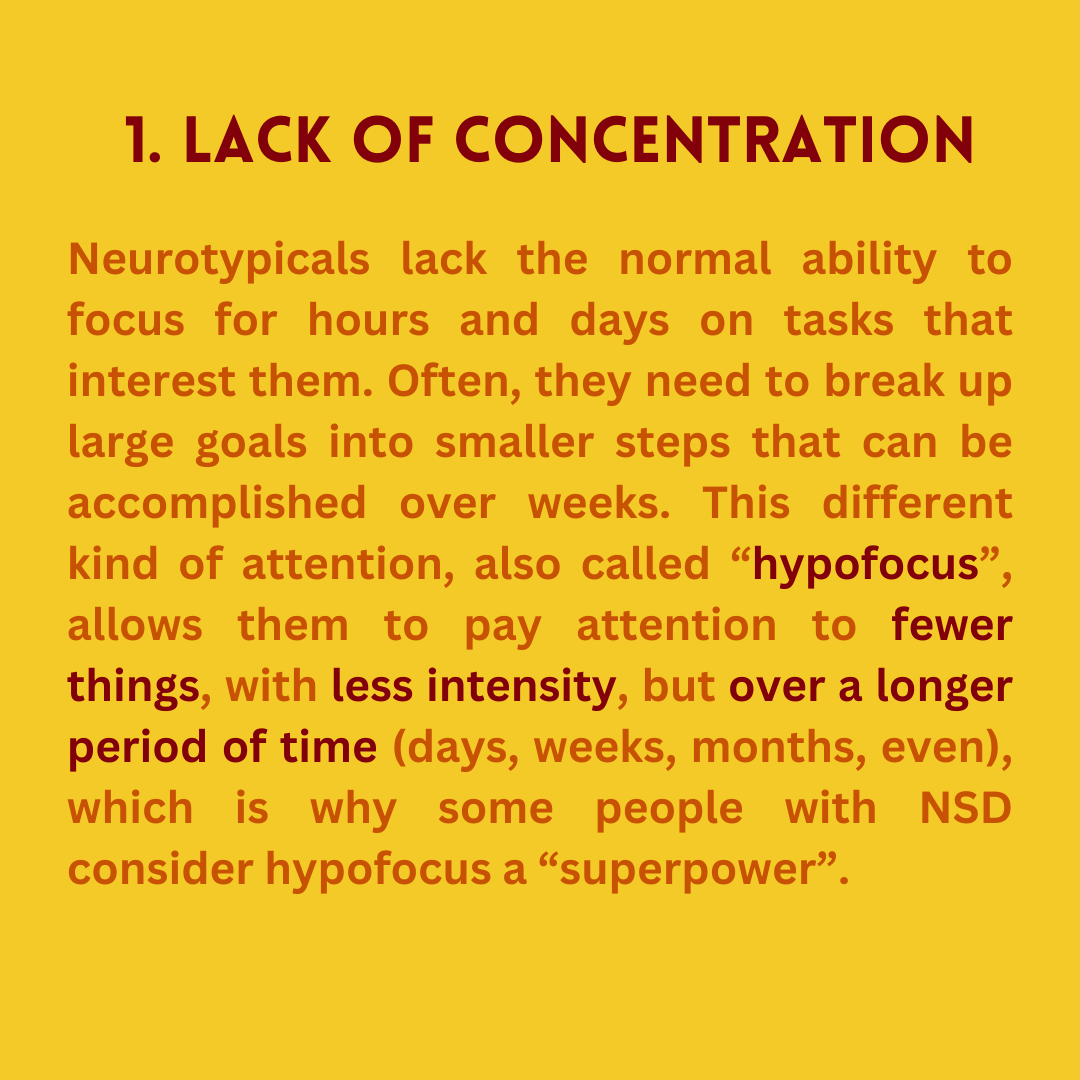 1. LACK OF CONCENTRATION
Neurotypicals lack the normal ability to
focus for hours and days on tasks that
interest them. Often, they need to break up
large goals into smaller steps that can be
accomplished over weeks. This different
kind of attention, also called “hypofocus”,
allows them to pay attention to fewer
things, with less intensity, but over a longer
period of time (days, weeks, months, even),
which is why some people with NSD
consider hypofocus a “superpower”.